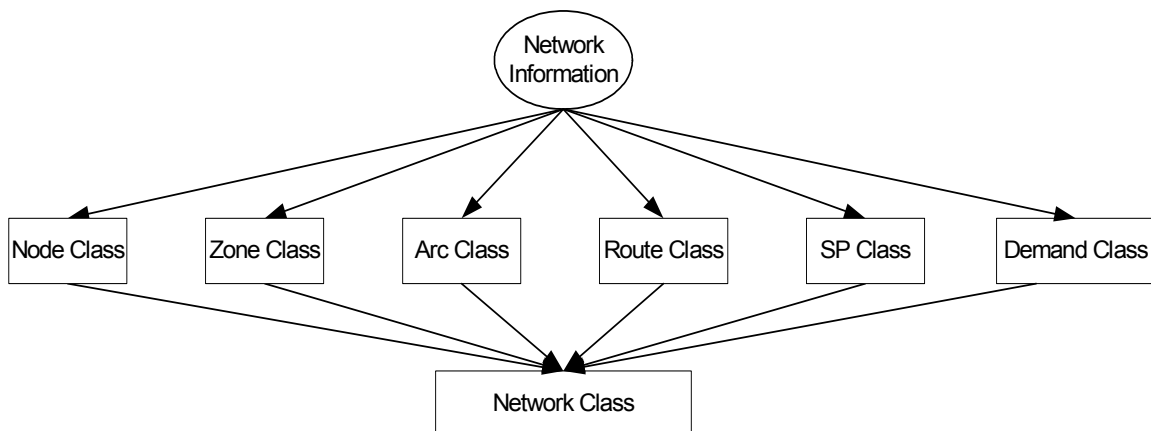 Network
Information
Node Class
Zone Class
Arc Class
Route Class
SP Class
Demand Class
Network Class